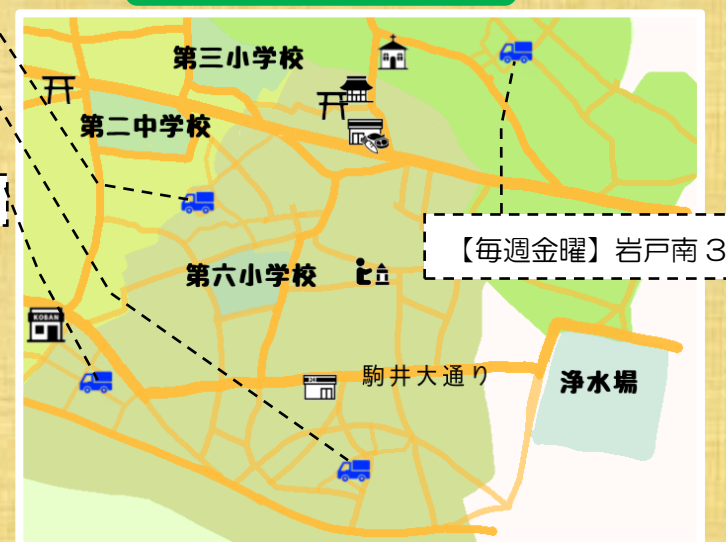 第三小学校
第二中学校
【毎週金曜】岩戸南3
第六小学校
KOBAN
駒井大通り
浄水場